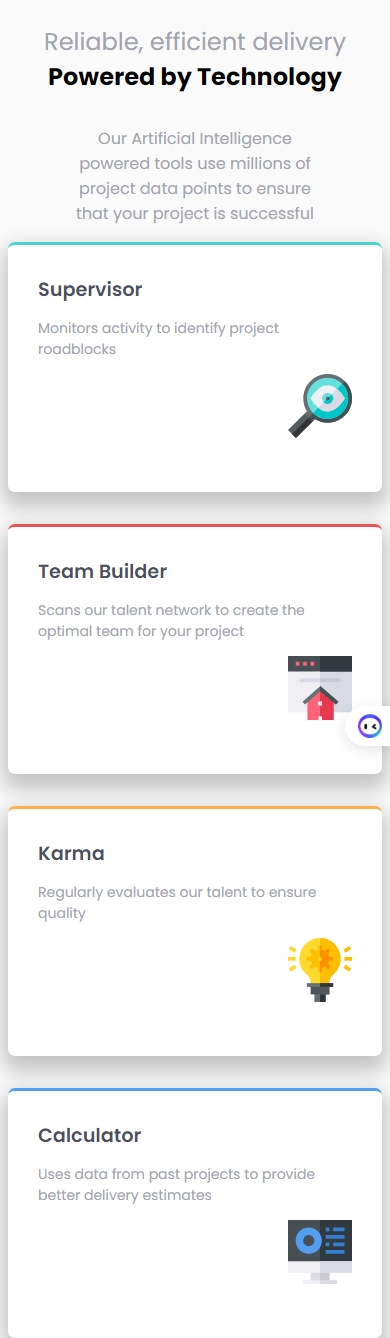 Reliable, efficient delivery
Powered by Technology
Our Artificial Intelligence
powered tools use millions of
project data points to ensure
that your project is successful
Supervisor
Monitors activity to identify project
roadblocks
Team Builder
Scans our talent network to create the
optimal team for your project
Karma
Regularly evaluates our talent to ensure
quality
Calculator
Uses data from past projects to provide
better delivery estimates